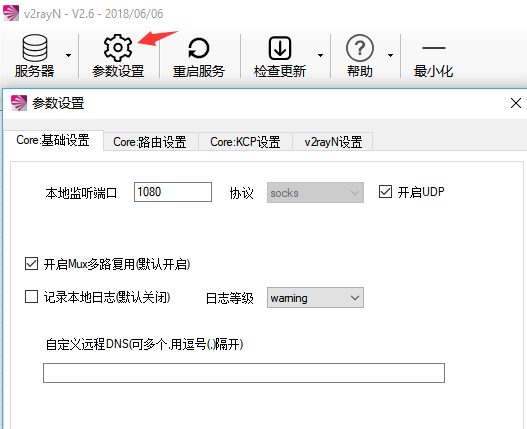 v2rayN - V2.6 - 2018/06/06
服务器 参数设置 重启服务 检查更新 帮助 最小化
参数设置
Core:基础设置 Core:路由设置 Core:KCP设置 v2rayN设置
本地监听端口 1080 协议 socks 开启UDP
开启Mux多路复用(默认开启)
记录本地日志(默认关闭) 日志等级 warning
自定义远程DNS(可多个,用逗号(,)隔开)